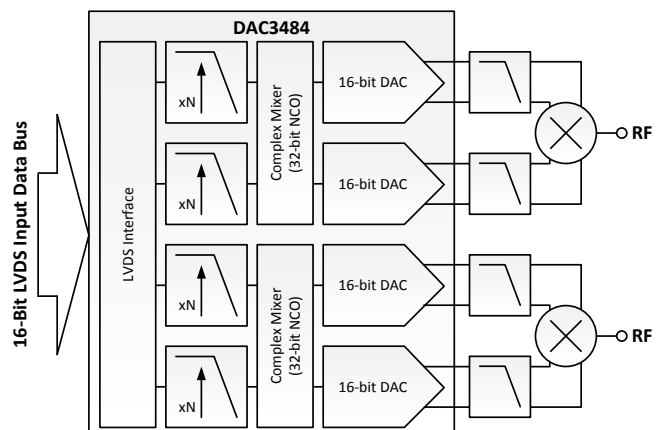 DAC3484
16-Bit LVDS Input Data Bus
LVDS Interface
xN
xN
xN
xN
Complex Mixer
(32-bit NCO)
Complex Mixer
(32-bit NCO)
16-bit DAC
16-bit DAC
16-bit DAC
16-bit DAC
RF
RF